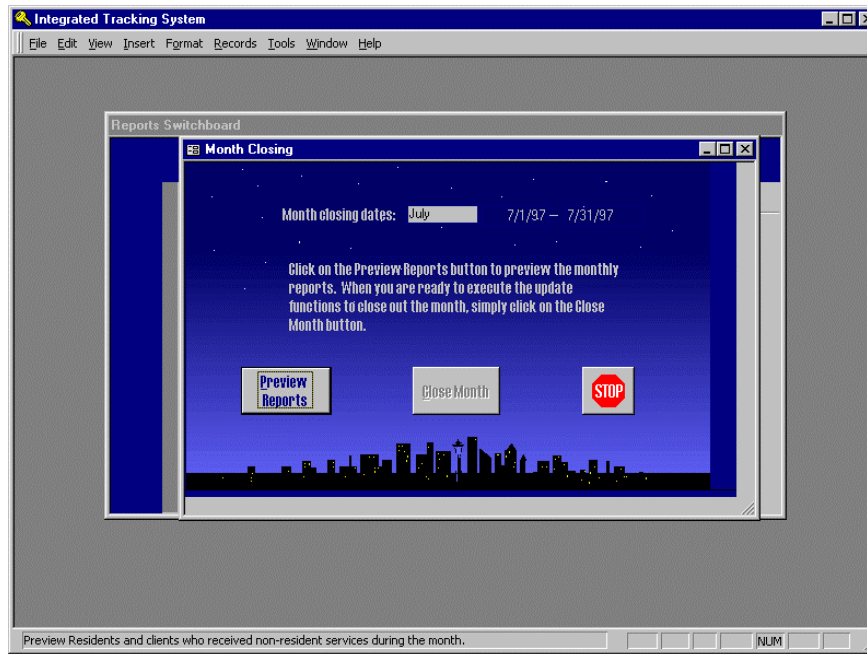 Integrated Tracking System
File Edit View Insert Format Records Tools Window Help
Reports Switchboard
Month Closing
Month closing dates: July 7/1/97 – 7/31/97
Click on the Preview Reports button to preview the monthly
reports. When you are ready to execute the update
functions to close out the month, simply click on the Close
Month button.
Preview
Reports
Close Month
STOP
Preview Residents and clients who received non-resident services during the month.
NUM